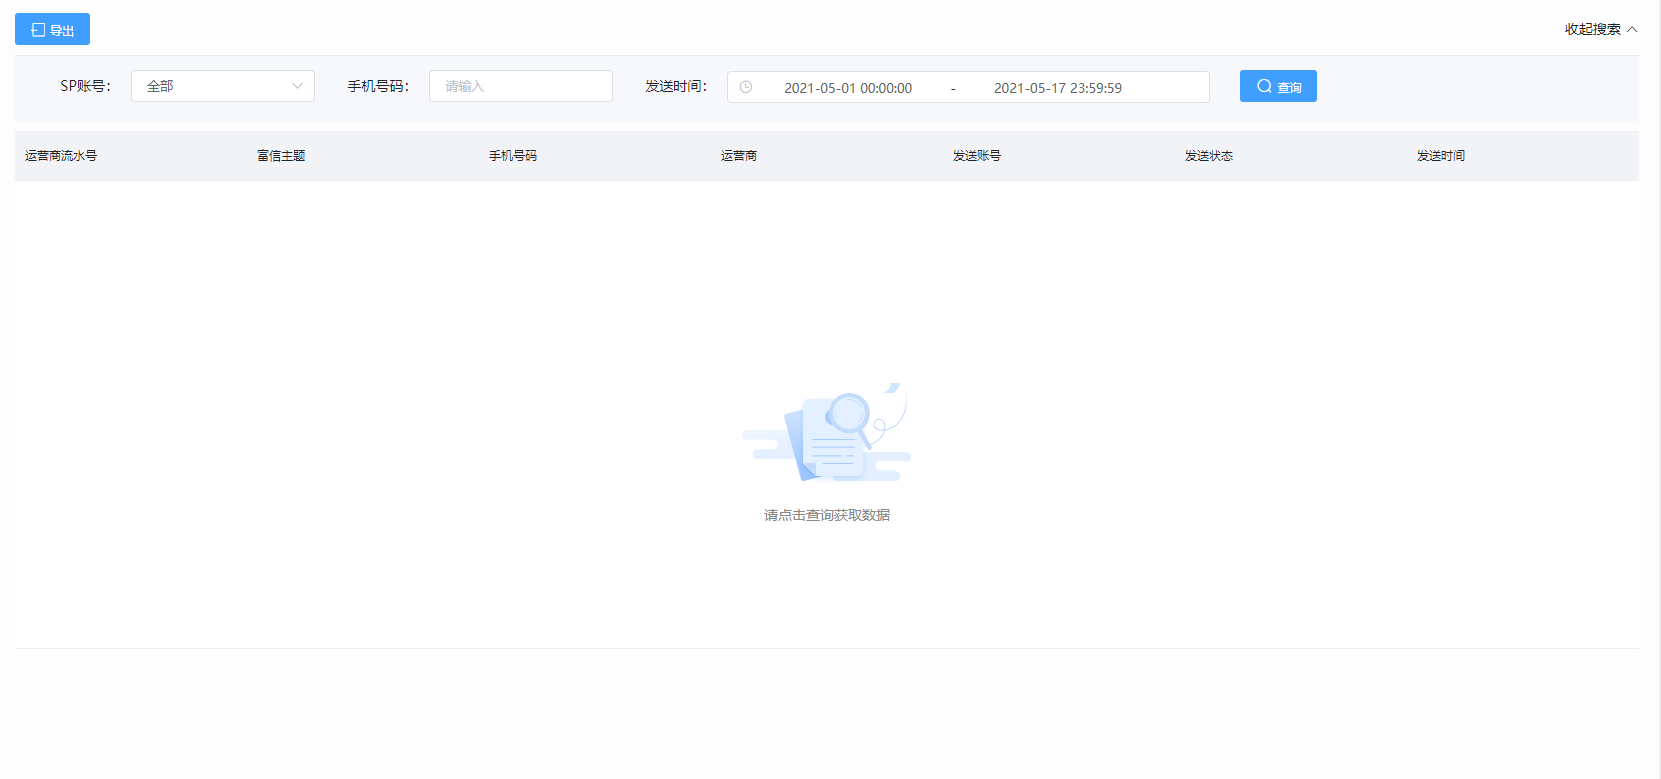 导出
收起搜索
SP账号： 全部 手机号码： 请输入 发送时间： 2021-05-01 00:00:00 - 2021-05-17 23:59:59 查询
运营商流水号 富信主题 手机号码 运营商 发送账号 发送状态 发送时间
请点击查询获取数据